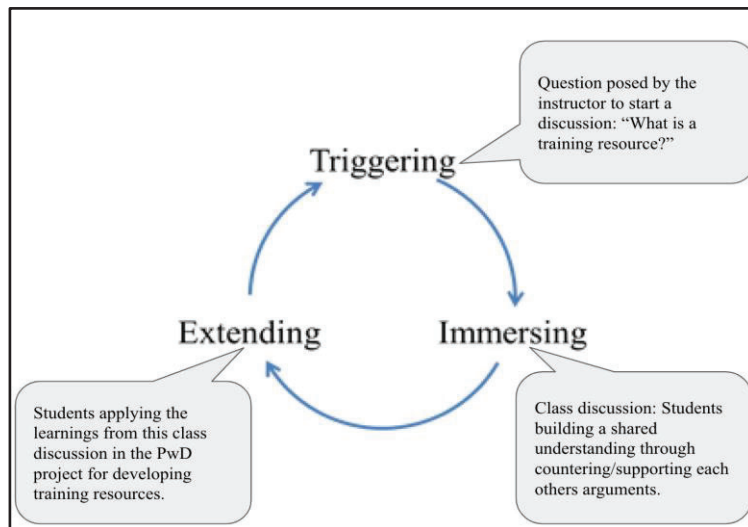 Question posed by the
instructor to start a
discussion: “What is a
training resource?”
Triggering
Extending
Immersing
Students applying the
learnings from this class
discussion in the PwD
project for developing
training resources.
Class discussion: Students
building a shared
understanding through
countering/supporting each
others arguments.